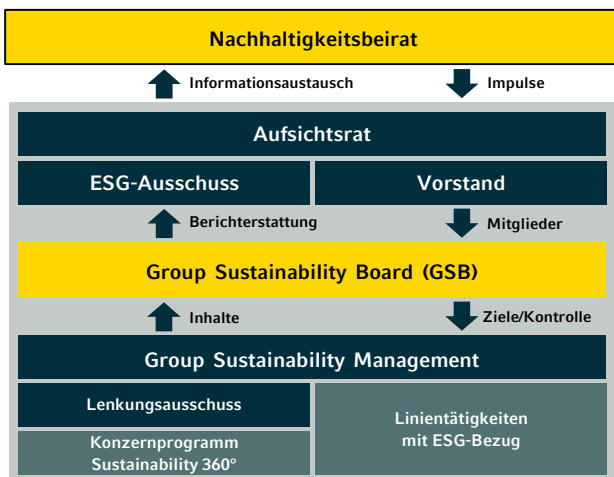 Nachhaltigkeitsbeirat
Informationsaustausch
Impulse
Aufsichtsrat
ESG-Ausschuss
Vorstand
Berichterstattung
Mitglieder
Group Sustainability Board (GSB)
Inhalte
Ziele/Kontrolle
Group Sustainability Management
Lenkungsausschuss
Konzernprogramm
Sustainability 360°
Linientätigkeiten
mit ESG-Bezug